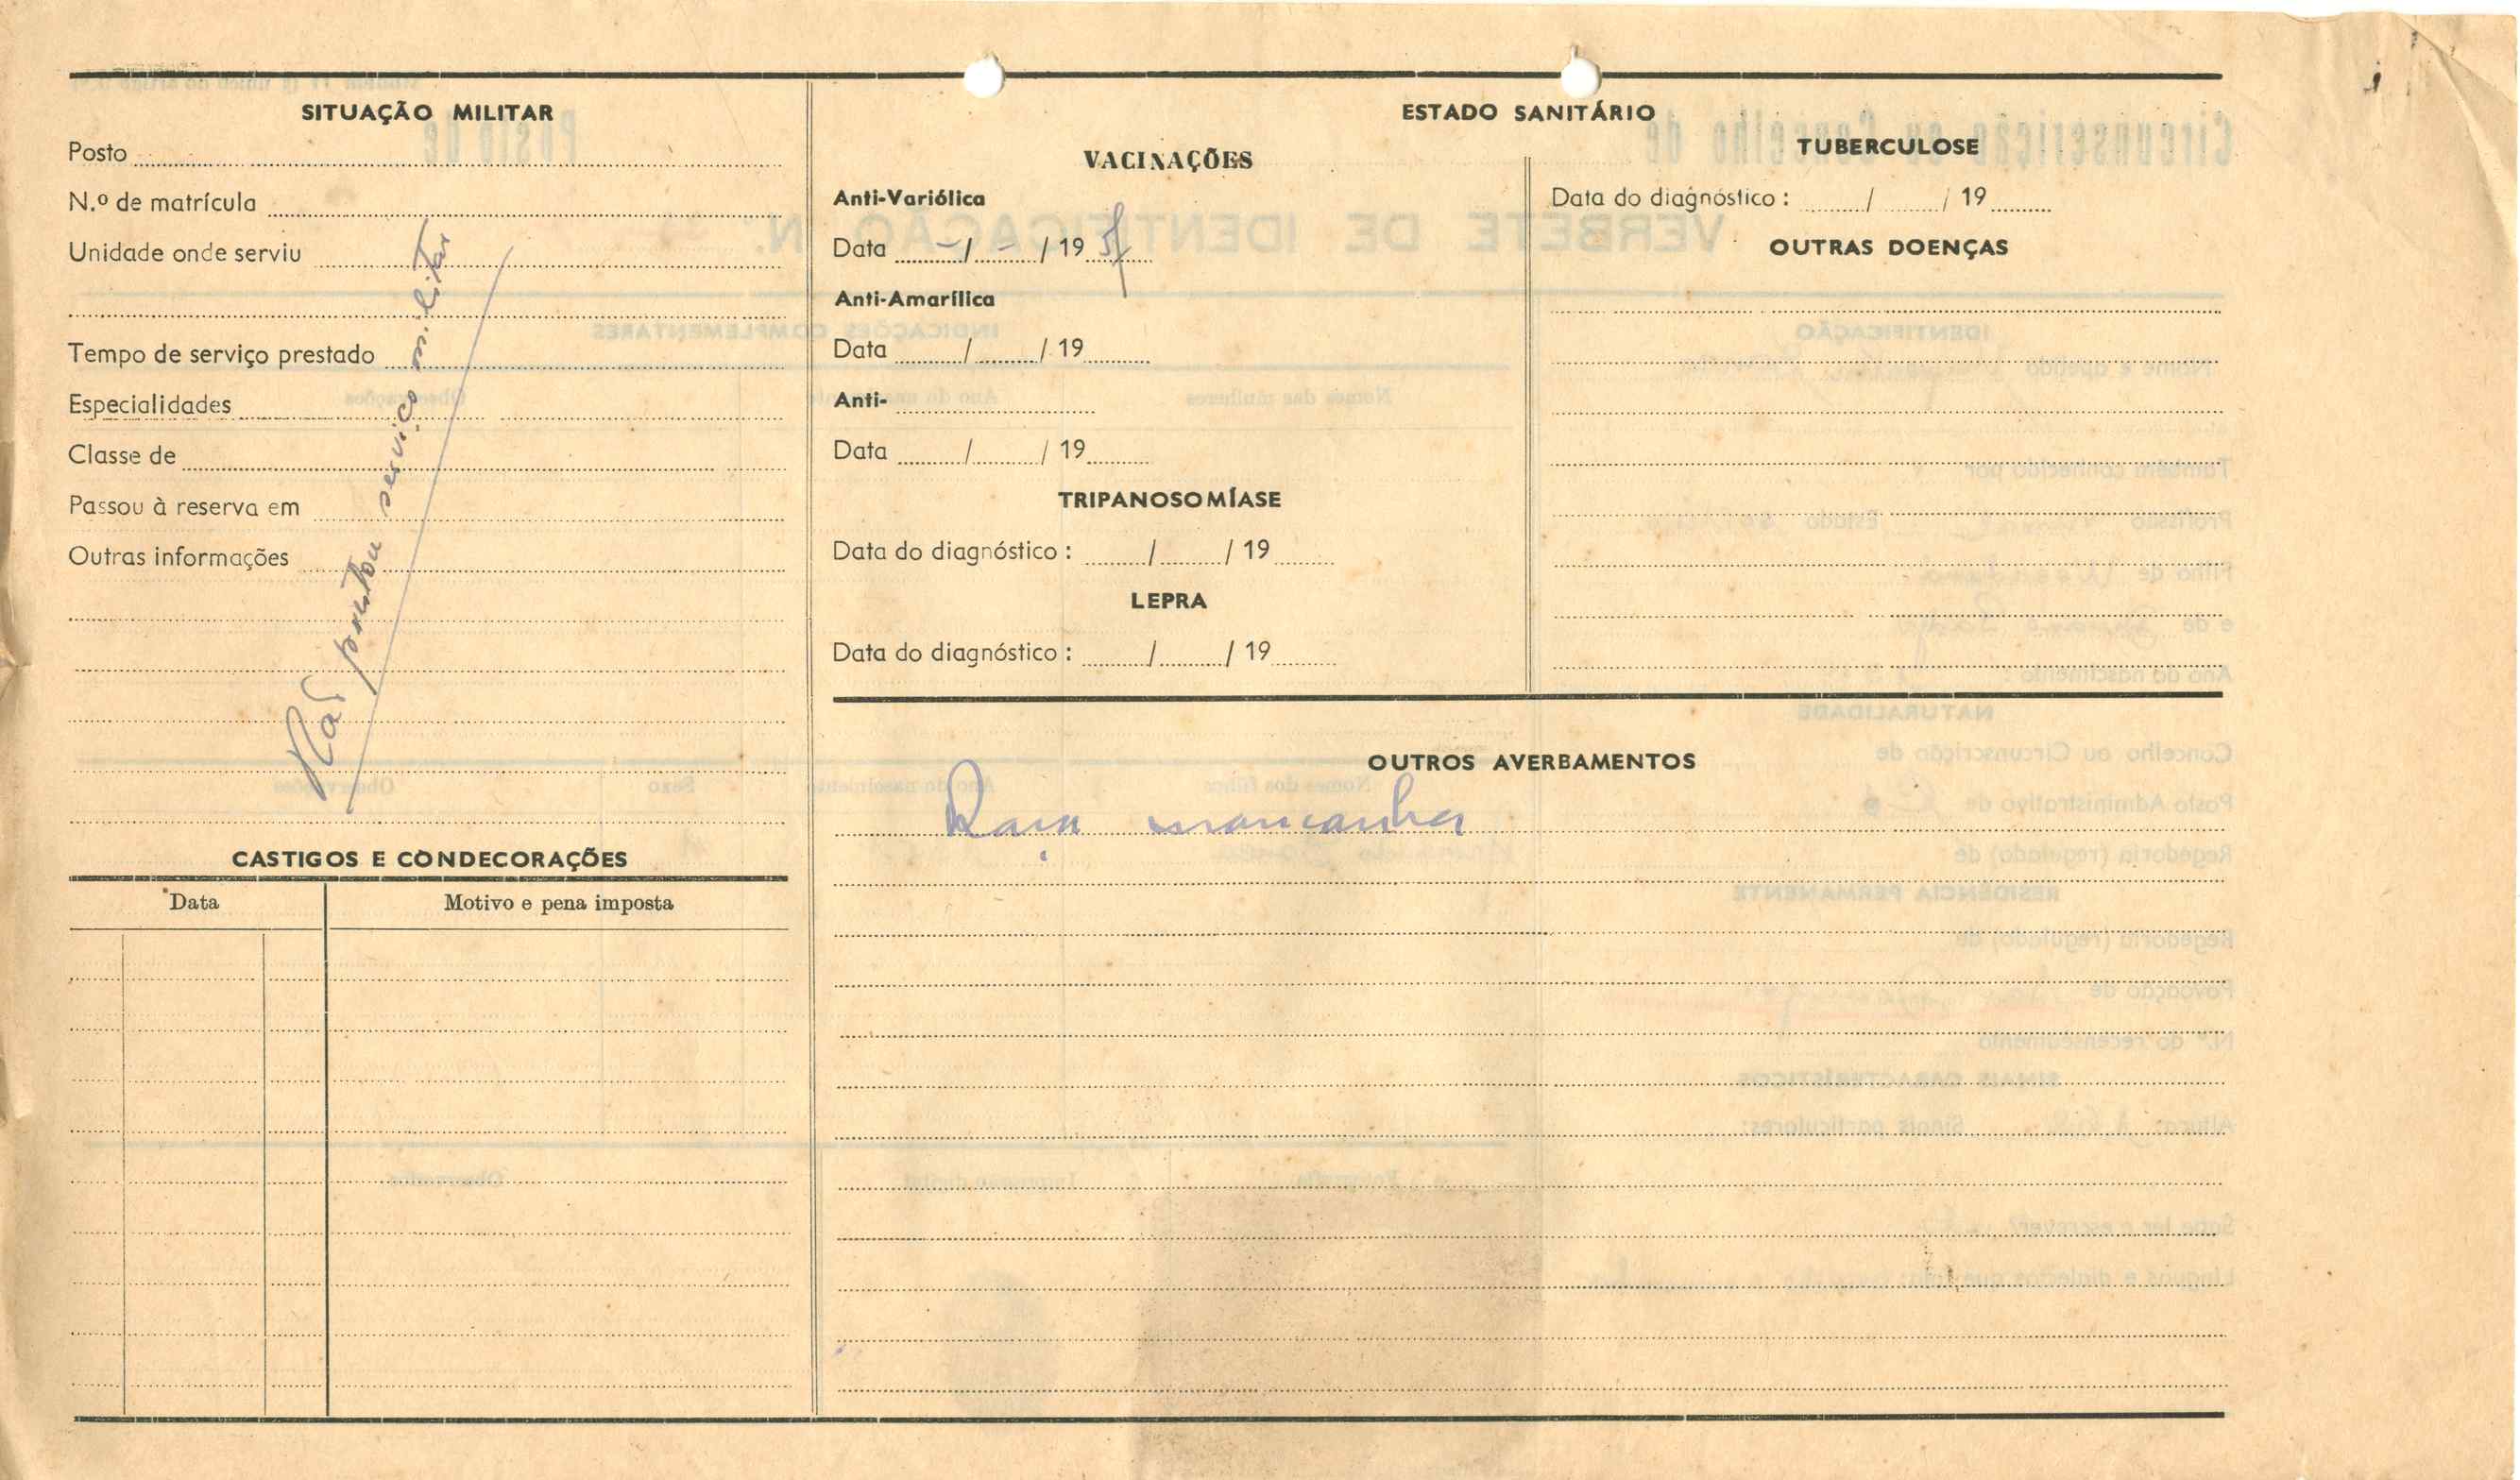 SITUAÇÃO MILITAR
Posto
N.º de matrícula
Unidade onde serviu
Tempo de serviço prestado
Especialidades
Classe de
Passou à reserva em
Outras informações
Não prestou serviço militar
CASTIGOS E CONDECORAÇÕES
Data Motivo e pena imposta
ESTADO SANITÁRIO
VACINAÇÕES
Anti-Variólica
Data - / - / 19
Anti-Amarílica
Data / / 19
Anti-
Data / / 19
TRIPANOSOMÍASE
Data do diagnóstico : / / 19
LEPRA
Data do diagnóstico : / / 19
TUBERCULOSE
Data do diagnóstico : / / 19
OUTRAS DOENÇAS
OUTROS AVERBAMENTOS
Raça mancanha